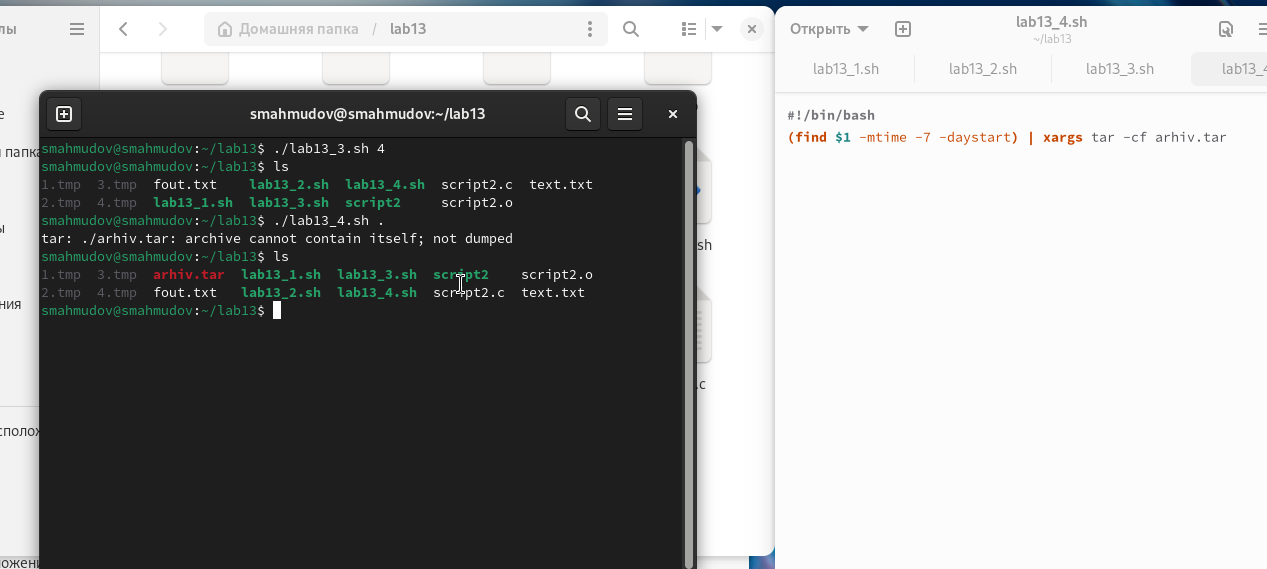 лы
Домашняя папка / lab13
е
папка
ы
ния
sh
.c
smahmudov@smahmudov:~/lab13
smahmudov@smahmudov:~/lab13$ ./lab13_3.sh 4
smahmudov@smahmudov:~/lab13$ ls
1.tmp 3.tmp fout.txt lab13_2.sh lab13_4.sh script2.c text.txt
2.tmp 4.tmp lab13_1.sh lab13_3.sh script2 script2.o
smahmudov@smahmudov:~/lab13$ ./lab13_4.sh .
tar: ./arhiv.tar: archive cannot contain itself; not dumped
smahmudov@smahmudov:~/lab13$ ls
1.tmp 3.tmp arhiv.tar lab13_1.sh lab13_3.sh script2 script2.o
2.tmp 4.tmp fout.txt lab13_2.sh lab13_4.sh script2.c text.txt
smahmudov@smahmudov:~/lab13$
Открыть
lab13_4.sh
~/lab13
lab13_1.sh lab13_2.sh lab13_3.sh lab13_4
#!/bin/bash
(find $1 -mtime -7 -daystart) | xargs tar -cf arhiv.tar